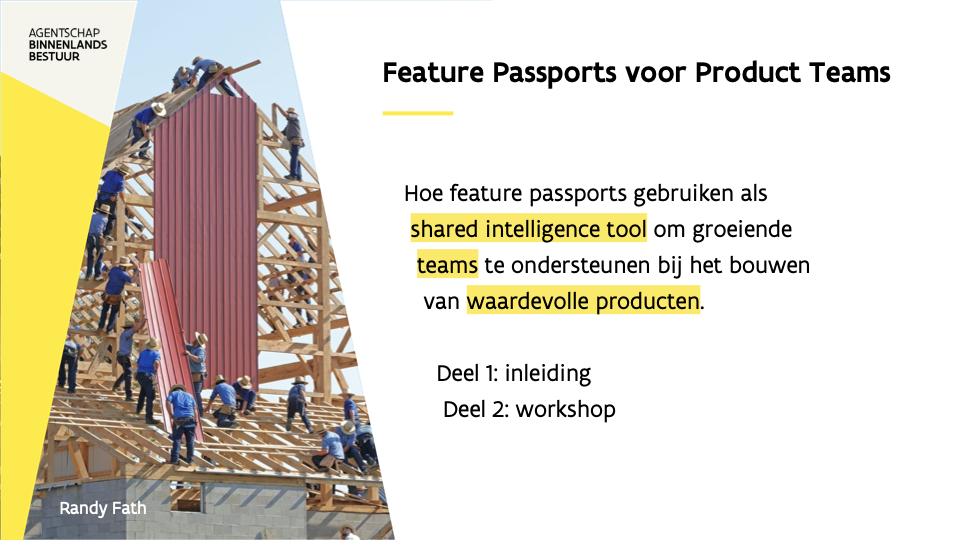 AGENTSCHAP
BINNENLANDS
BESTUUR
Feature Passports voor Product Teams
Hoe feature passports gebruiken als
shared intelligence tool om groeiende
teams te ondersteunen bij het bouwen
van waardevolle producten.
Deel 1: inleiding
Deel 2: workshop
Randy Fath